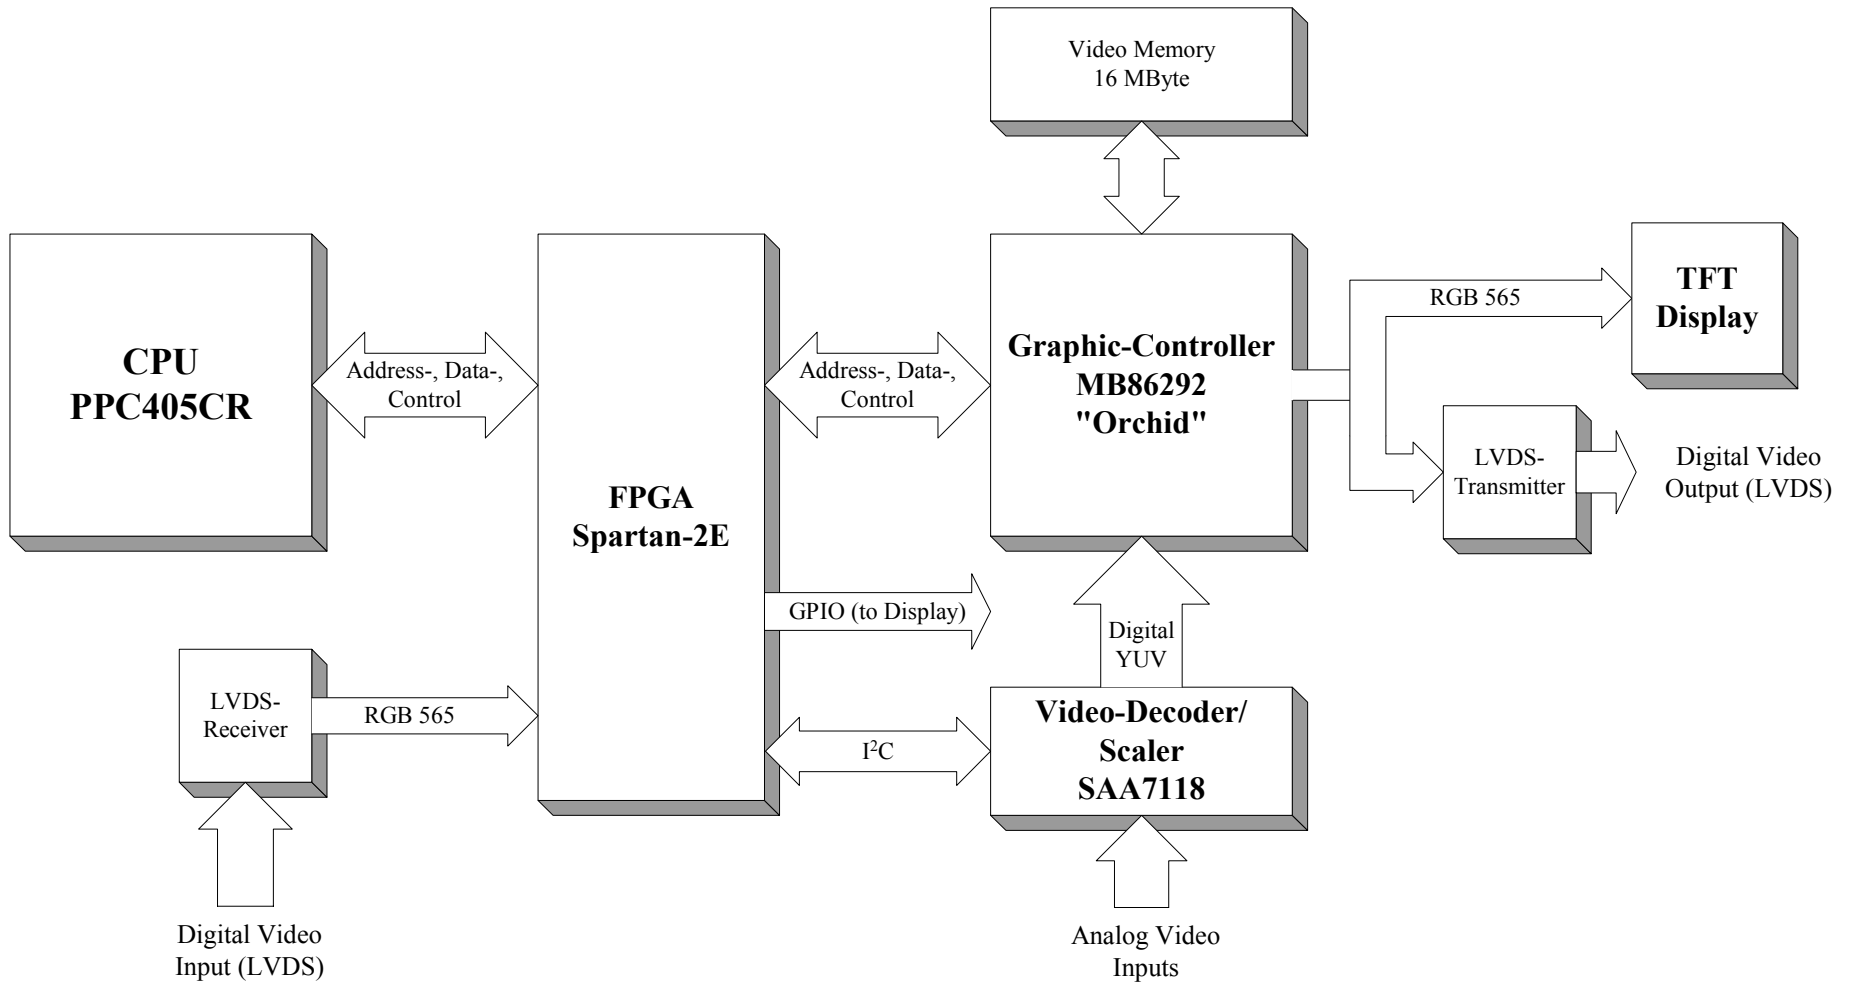 Video Memory
16 MByte
CPU
PPC405CR
Address-, Data-,
Control
FPGA
Spartan-2E
Address-, Data-,
Control
Graphic-Controller
MB86292
"Orchid"
RGB 565
TFT
Display
LVDS-
Transmitter
Digital Video
Output (LVDS)
GPIO (to Display)
Digital
YUV
LVDS-
Receiver
RGB 565
I²C
Video-Decoder/
Scaler
SAA7118
Digital Video
Input (LVDS)
Analog Video
Inputs